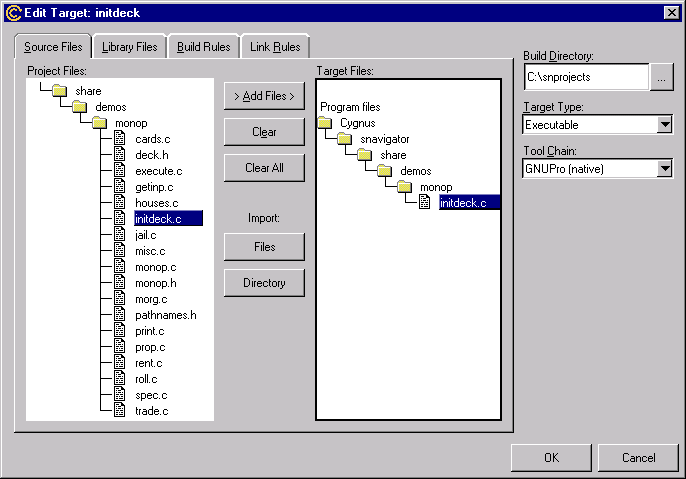 Edit Target: initdeck
Source Files
Library Files
Build Rules
Link Rules
Project Files:
share
demos
monop
cards.c
deck.h
execute.c
getinp.c
houses.c
initdeck.c
jail.c
misc.c
monop.c
monop.h
morg.c
pathnames.h
print.c
prop.c
rent.c
roll.c
spec.c
trade.c
> Add Files >
Clear
Clear All
Import:
Files
Directory
Target Files:
Program files
Cygnus
snavigator
share
demos
monop
initdeck.c
Build Directory:
C:\snprojects
...
Target Type:
Executable
Tool Chain:
GNUPro (native)
OK
Cancel